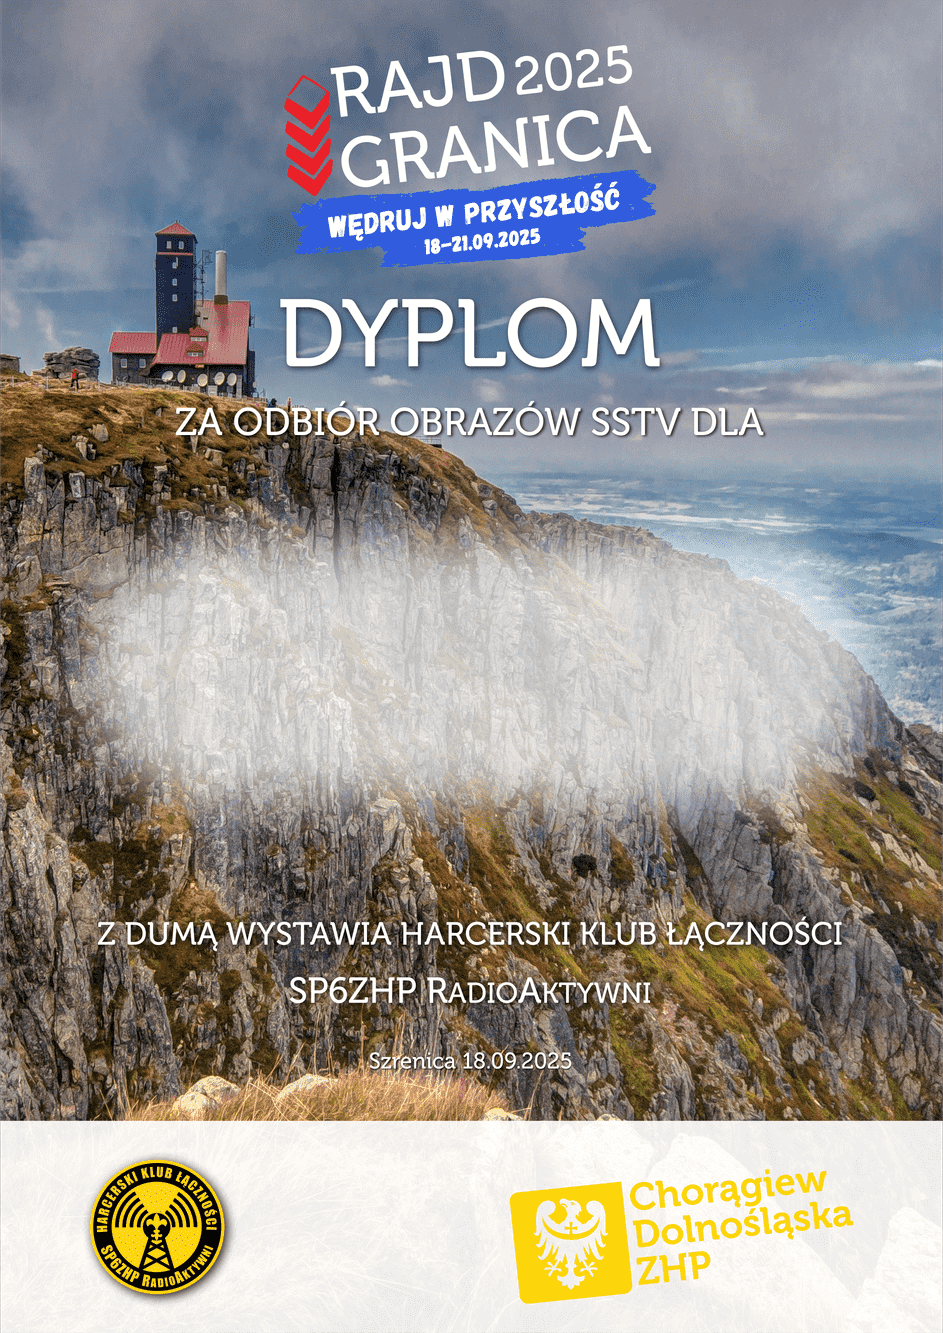 RAJD 2025
GRANICA
WĘDRUJ W PRZYSZŁOŚĆ
18–21.09.2025
DYPLOM
ZA ODBIÓR OBRAZÓW SSTV DLA
Z DUMĄ WYSTAWIA HARCERSKI KLUB ŁĄCZNOŚCI
SP6ZHP RADIOAKTYWNI
Szrenica 18.09.2025
HARCERSKI KLUB ŁĄCZNOŚCI
SP6ZHP RADIOAKTYWNI
Chorągiew
Dolnośląska
ZHP